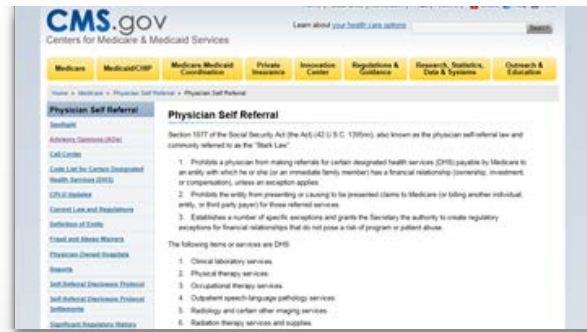 CMS.gov
Learn about your health care options
Search
Centers for Medicare & Medicaid Services
Medicare
Medicaid/CHIP
Medicare-Medicaid
Coordination
Private
Insurance
Innovation
Center
Regulations &
Guidance
Research, Statistics,
Data & Systems
Outreach &
Education
Home > Medicare > Physician Self Referral > Physician Self Referral
Physician Self Referral
Spotlight
Advisory Opinions (AOs)
Call Center
Code List for Certain Designated
Health Services (DHS)
CPI-U Updates
Current Law and Regulations
Definition of Entity
Fraud and Abuse Waivers
Physician-Owned Hospitals
Reports
Self-Referral Disclosure Protocol
Self-Referral Disclosure Protocol
Settlements
Significant Regulatory History
Physician Self Referral
Section 1877 of the Social Security Act (the Act) (42 U.S.C. 1395nn), also known as the physician self-referral law and
commonly referred to as the "Stark Law":
1. Prohibits a physician from making referrals for certain designated health services (DHS) payable by Medicare to
an entity with which he or she (or an immediate family member) has a financial relationship (ownership, investment,
or compensation), unless an exception applies.
2. Prohibits the entity from presenting or causing to be presented claims to Medicare (or billing another individual,
entity, or third party payer) for those referred services.
3. Establishes a number of specific exceptions and grants the Secretary the authority to create regulatory
exceptions for financial relationships that do not pose a risk of program or patient abuse.
The following items or services are DHS:
1. Clinical laboratory services.
2. Physical therapy services.
3. Occupational therapy services.
4. Outpatient speech-language pathology services.
5. Radiology and certain other imaging services.
6. Radiation therapy services and supplies.